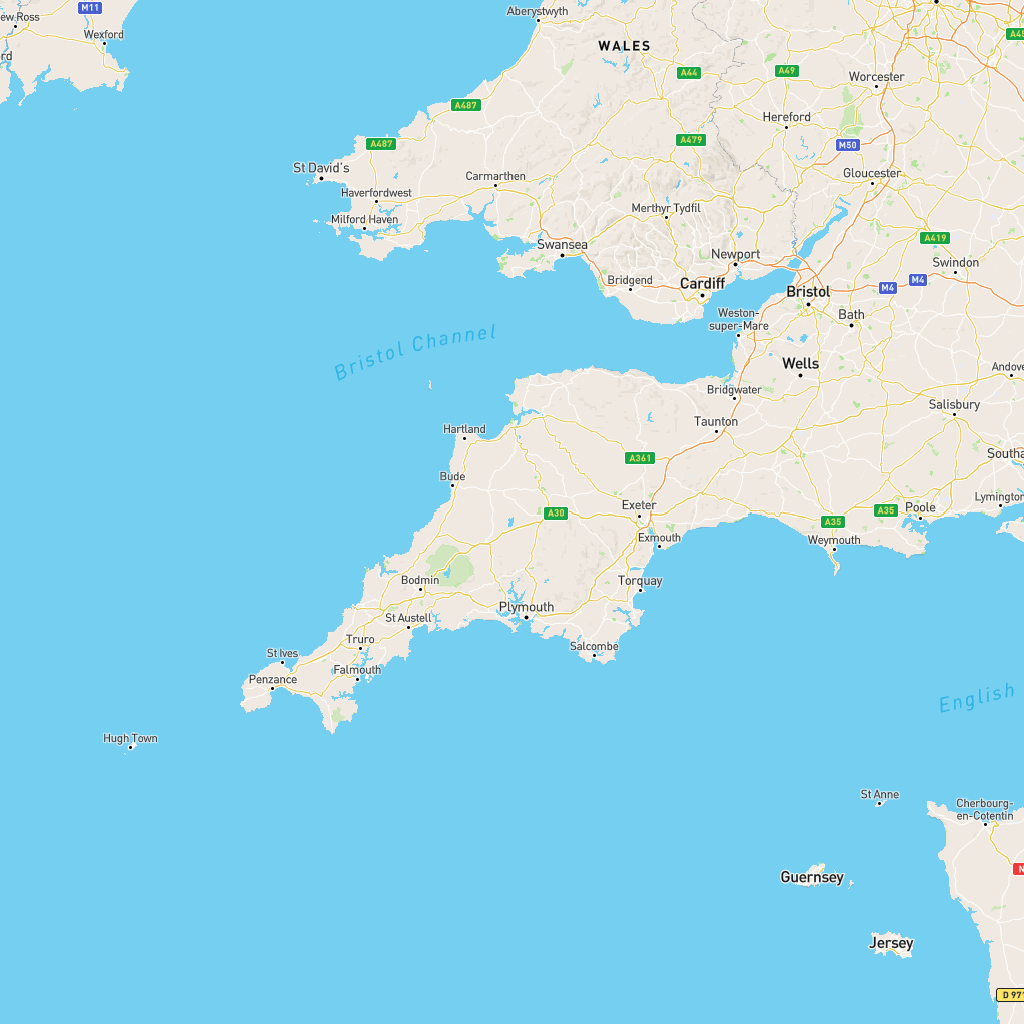 M11
ew Ross
Wexford
rd
Aberystwyth
WALES
A45
A44
A49
Worcester
A487
Hereford
A487
A479
M50
St David's
Carmarthen
Gloucester
Haverfordwest
Milford Haven
Merthyr Tydfil
A419
Swansea
Newport
Swindon
Bridgend
Cardiff
Bristol
M4
M4
Weston-
super-Mare
Bath
Bristol Channel
Wells
Andove
Bridgwater
Salisbury
Taunton
Hartland
A361
Southa
Bude
Lymington
Exeter
A30
A35
A35
Poole
Exmouth
Weymouth
Bodmin
Torquay
Plymouth
St Austell
Truro
Salcombe
St Ives
Falmouth
Penzance
English
Hugh Town
St Anne
Cherbourg-
en-Cotentin
N
Guernsey
Jersey
D 971